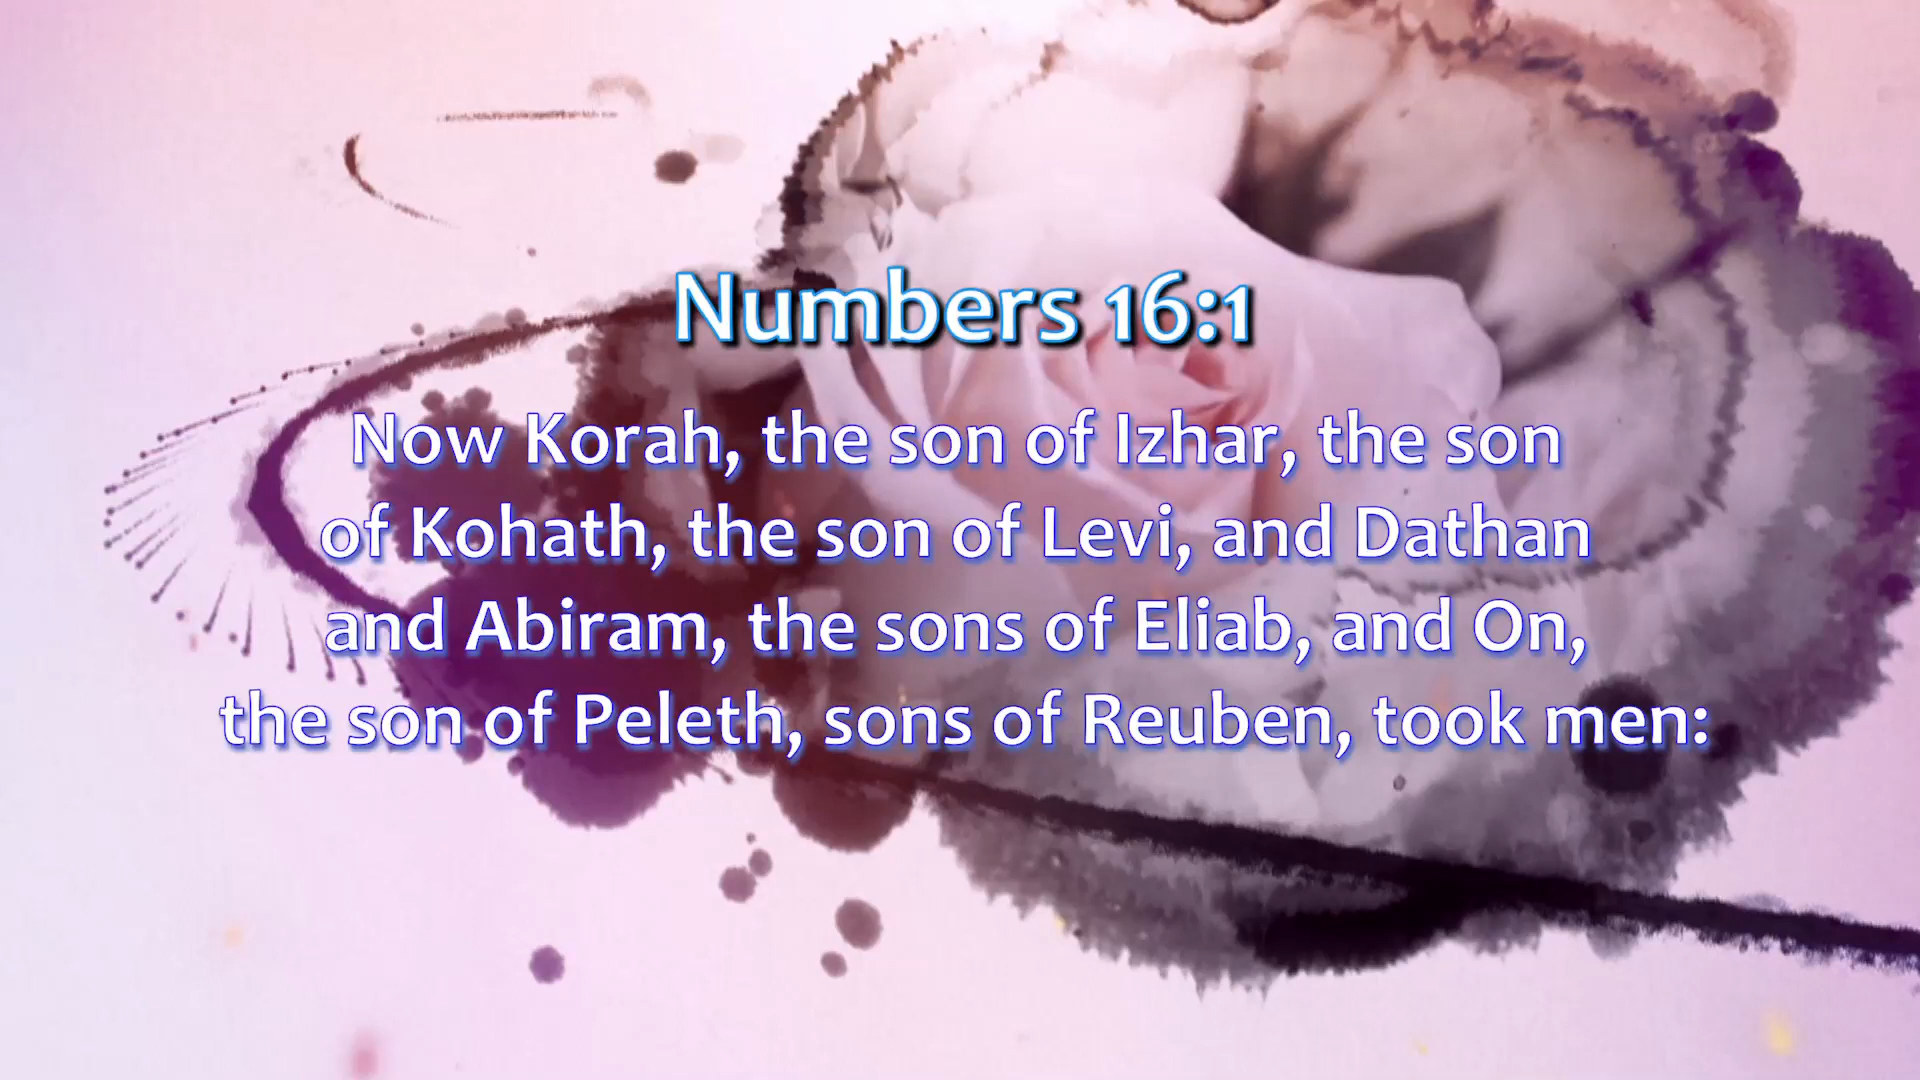 Numbers 16:1
Now Korah, the son of Izhar, the son
of Kohath, the son of Levi, and Dathan
and Abiram, the sons of Eliab, and On,
the son of Peleth, sons of Reuben, took men: